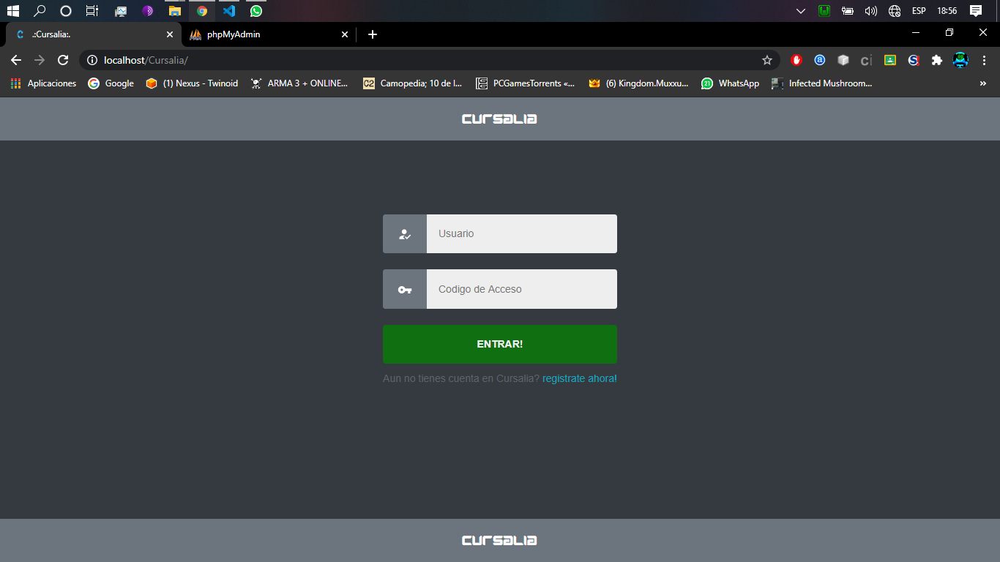 ESP 18:56
.:Cursalia:. phpMyAdmin
localhost/Cursalia/
Aplicaciones Google (1) Nexus - Twinoid ARMA 3 + ONLINE... Camopedia; 10 de l... PCGamesTorrents «... (6) Kingdom.Muxxu... 21 WhatsApp Infected Mushroom... »
cursalia
Usuario
Codigo de Acceso
ENTRAR!
Aun no tienes cuenta en Cursalia? registrate ahora!
cursalia